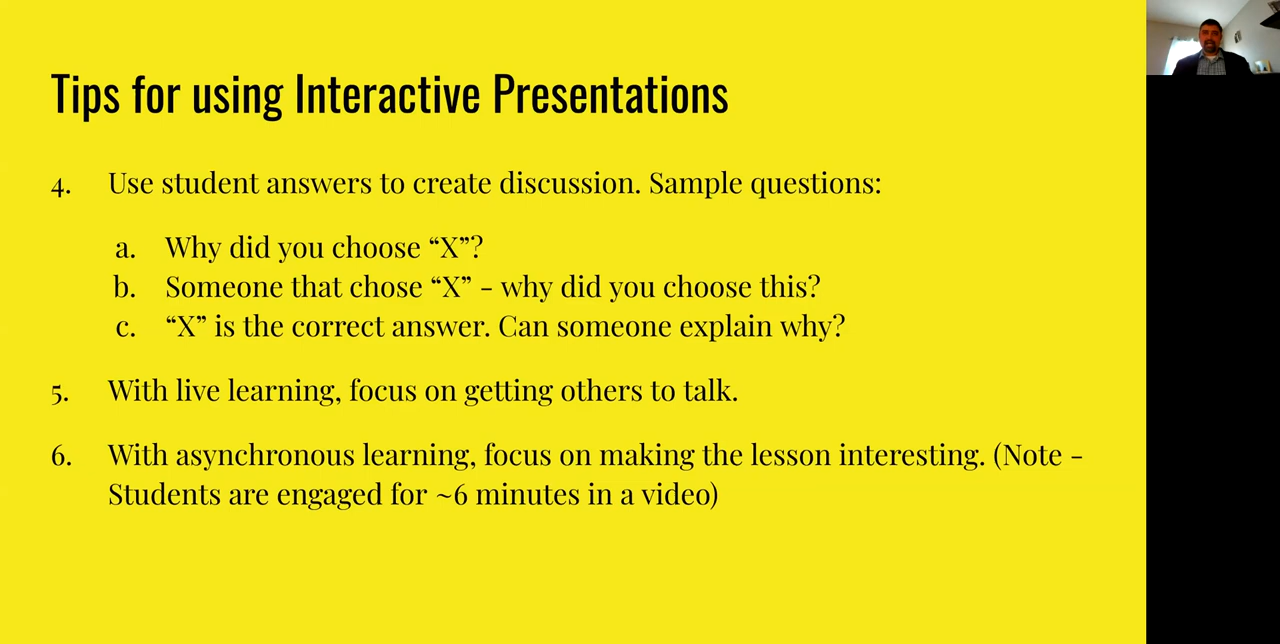 Tips for using Interactive Presentations
4. Use student answers to create discussion. Sample questions:
a. Why did you choose “X”?
b. Someone that chose “X” - why did you choose this?
c. “X” is the correct answer. Can someone explain why?
5. With live learning, focus on getting others to talk.
6. With asynchronous learning, focus on making the lesson interesting. (Note -
Students are engaged for ~6 minutes in a video)